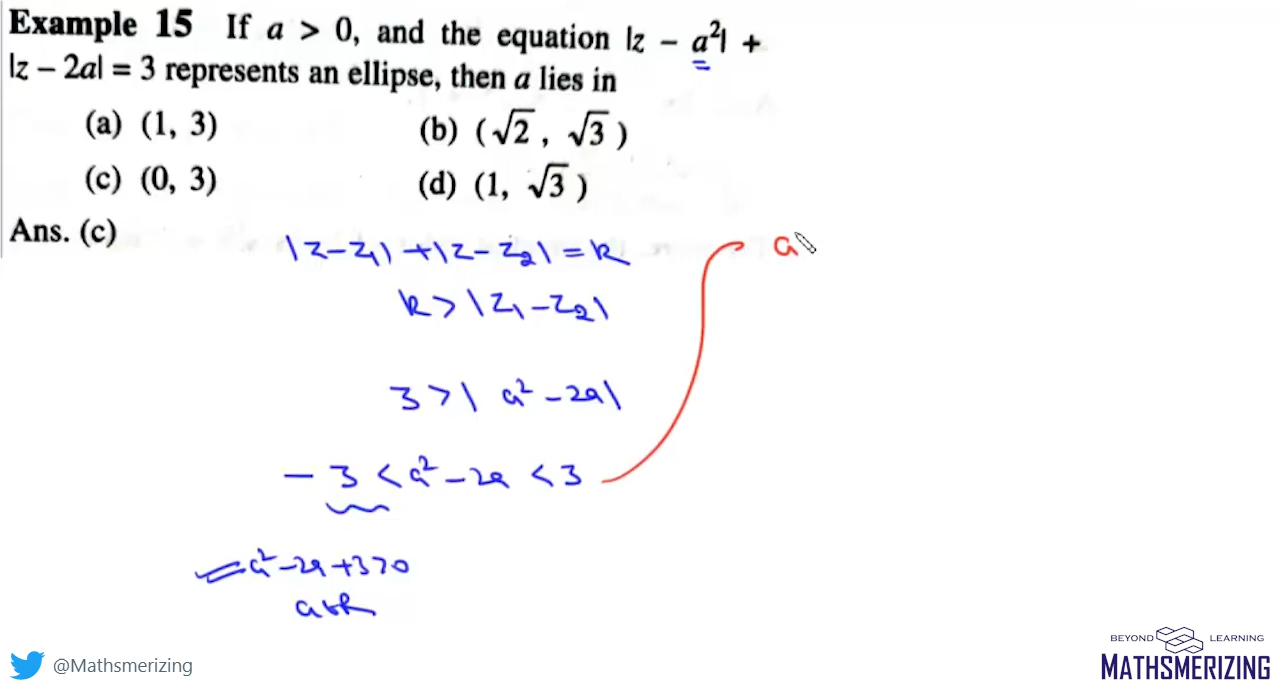 Example 15 If a > 0, and the equation |z − a²| +
|z − 2a| = 3 represents an ellipse, then a lies in
(a) (1, 3)
(b) (√2, √3)
(c) (0, 3)
(d) (1, √3)
Ans. (c)
|z−z₁|+|z−z₂|=k
a
k>|z₁−z₂|
3>|a²−2a|
−3<a²−2a<3
a²−2a+3>0
@Mathsmerizing
BEYOND LEARNING
MATHSMERIZING